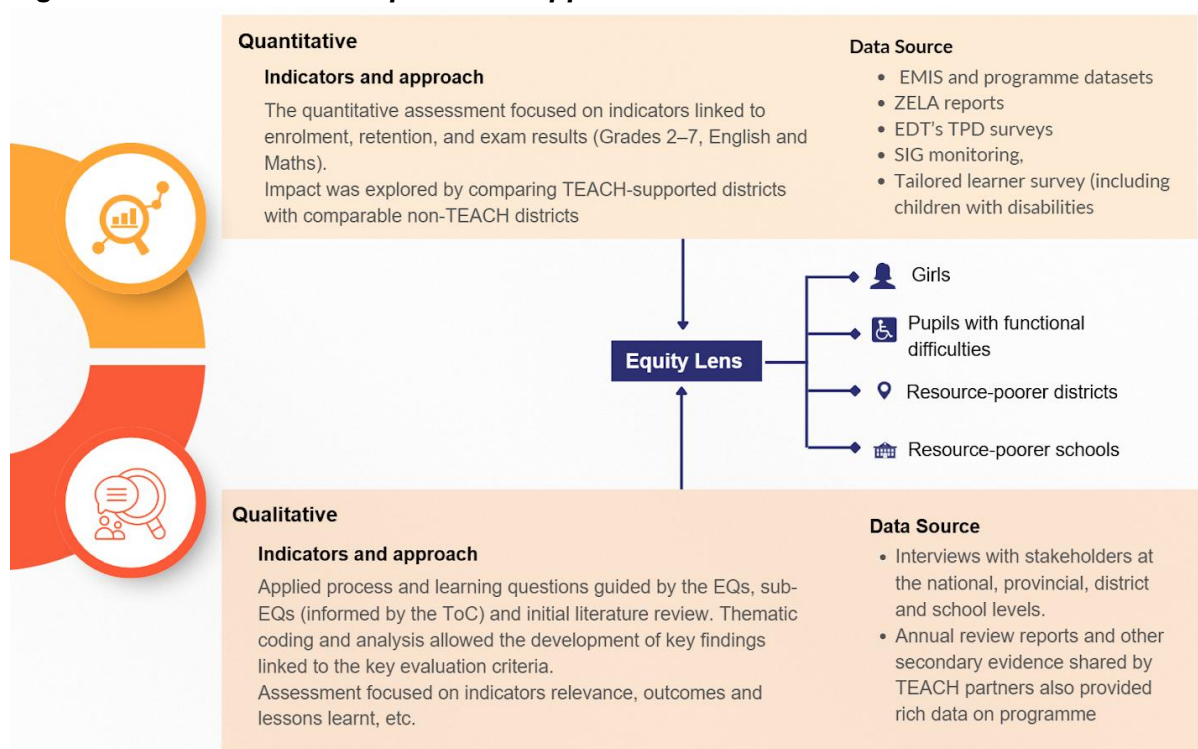 Quantitative
Indicators and approach
The quantitative assessment focused on indicators linked to
enrolment, retention, and exam results (Grades 2–7, English and
Maths).
Impact was explored by comparing TEACH-supported districts
with comparable non-TEACH districts
Data Source
• EMIS and programme datasets
• ZELA reports
• EDT's TPD surveys
• SIG monitoring,
• Tailored learner survey (including
children with disabilities
Equity Lens
Girls
Pupils with functional
difficulties
Resource-poorer districts
Resource-poorer schools
Qualitative
Indicators and approach
Applied process and learning questions guided by the EQs, sub-
EQs (informed by the ToC) and initial literature review. Thematic
coding and analysis allowed the development of key findings
linked to the key evaluation criteria.
Assessment focused on indicators relevance, outcomes and
lessons learnt, etc.
Data Source
• Interviews with stakeholders at
the national, provincial, district
and school levels.
• Annual review reports and other
secondary evidence shared by
TEACH partners also provided
rich data on programme